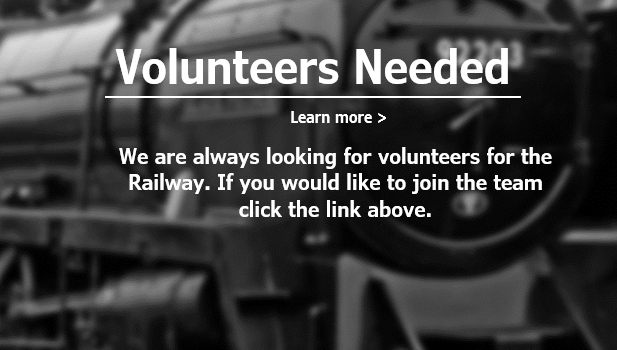 Volunteers Needed
Learn more >
We are always looking for volunteers for the
Railway. If you would like to join the team
click the link above.